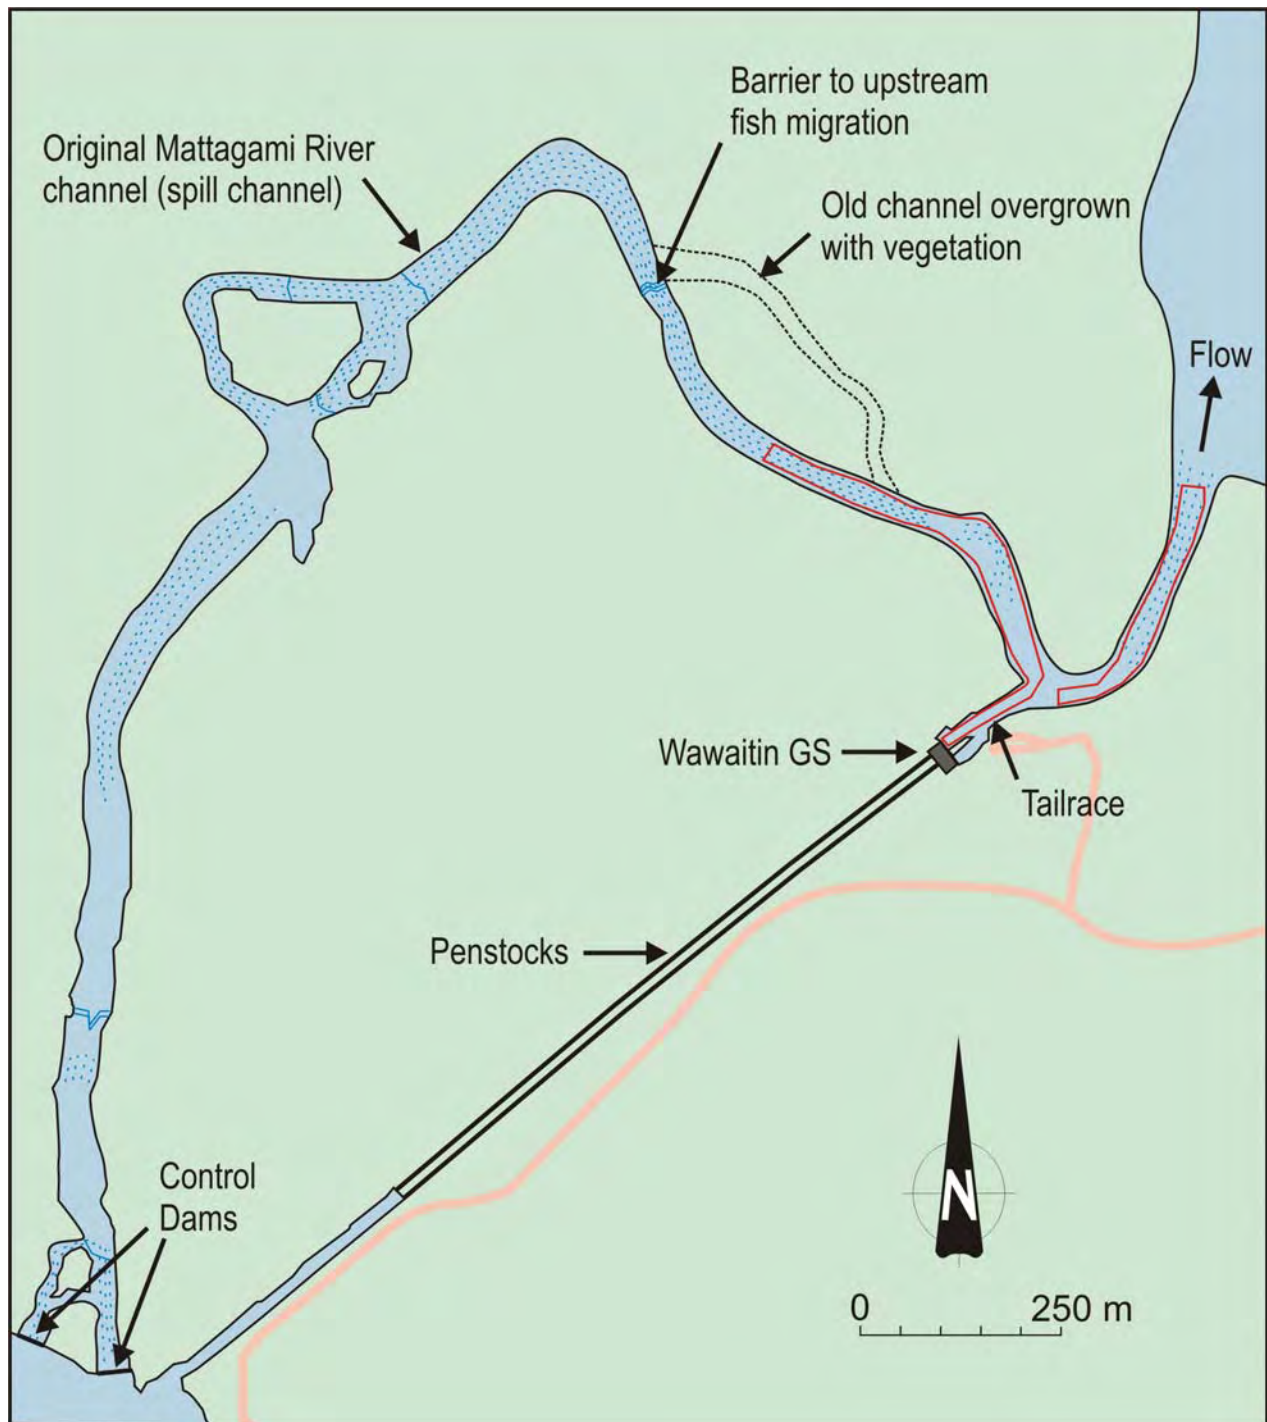 Barrier to upstream
fish migration
Original Mattagami River
channel (spill channel)
Old channel overgrown
with vegetation
Flow
Wawaitin GS
Tailrace
Penstocks
Control
Dams
N
0 250 m